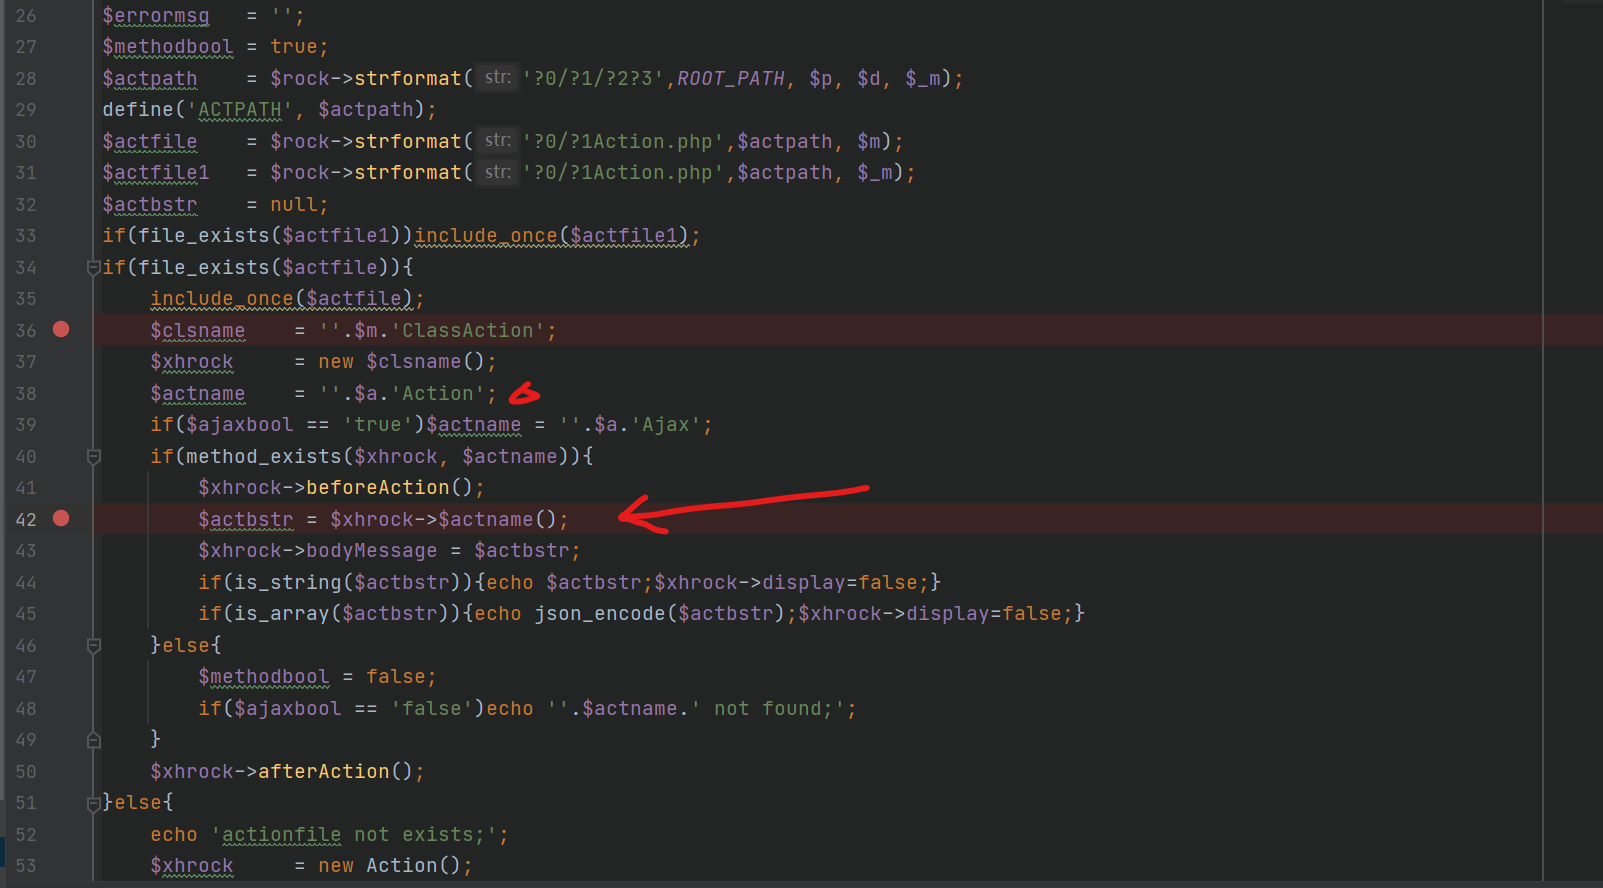 26 $errormsg = '';
27 $methodbool = true;
28 $actpath = $rock->strformat( str: '?0/?1/?2?3',ROOT_PATH, $p, $d, $_m);
29 define('ACTPATH', $actpath);
30 $actfile = $rock->strformat( str: '?0/?1Action.php',$actpath, $m);
31 $actfile1 = $rock->strformat( str: '?0/?1Action.php',$actpath, $_m);
32 $actbstr = null;
33 if(file_exists($actfile1))include_once($actfile1);
34 if(file_exists($actfile)){
35 include_once($actfile);
36 $clsname = ''.$m.'ClassAction';
37 $xhrock = new $clsname();
38 $actname = ''.$a.'Action';
39 if($ajaxbool == 'true')$actname = ''.$a.'Ajax';
40 if(method_exists($xhrock, $actname)){
41 $xhrock->beforeAction();
42 $actbstr = $xhrock->$actname();
43 $xhrock->bodyMessage = $actbstr;
44 if(is_string($actbstr)){echo $actbstr;$xhrock->display=false;}
45 if(is_array($actbstr)){echo json_encode($actbstr);$xhrock->display=false;}
46 }else{
47 $methodbool = false;
48 if($ajaxbool == 'false')echo ''.$actname.' not found;';
49 }
50 $xhrock->afterAction();
51 }else{
52 echo 'actionfile not exists;';
53 $xhrock = new Action();